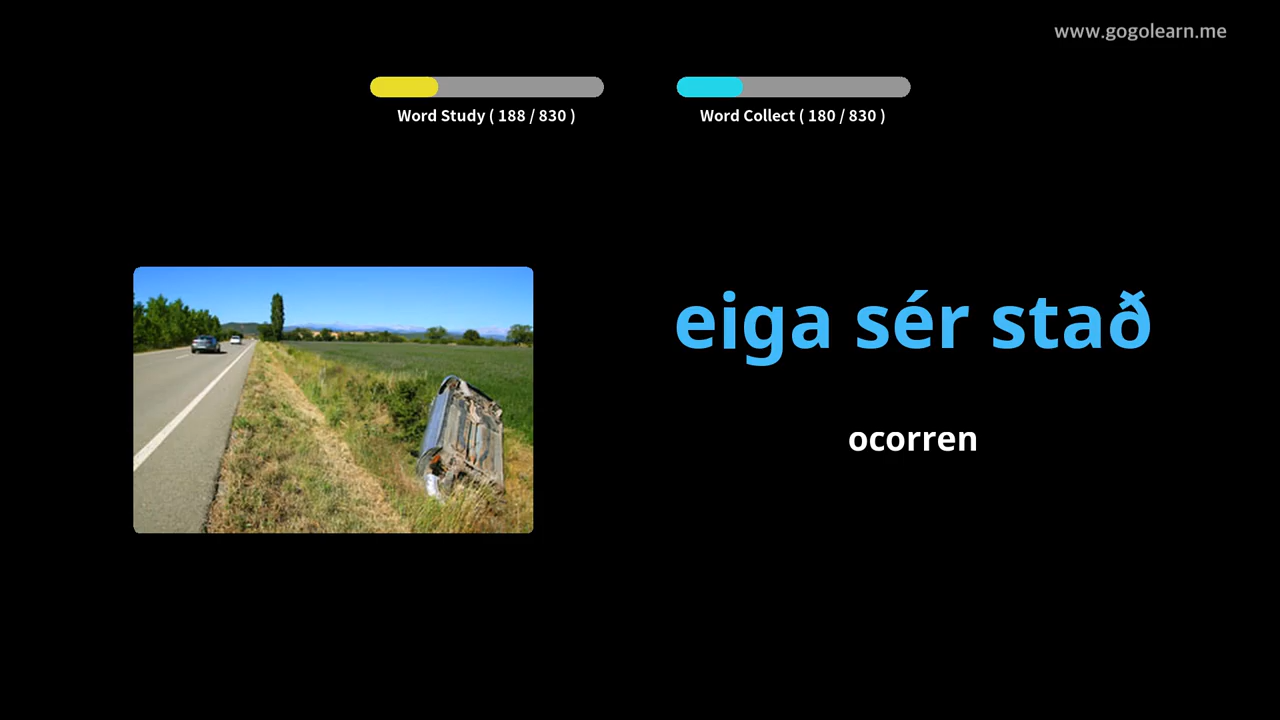 www.gogolearn.me
Word Study ( 188 / 830 )
Word Collect ( 180 / 830 )
eiga sér stað
ocorren